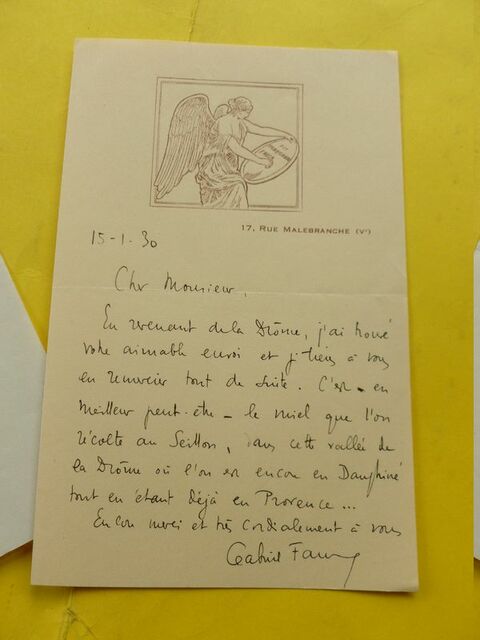 17, RUE MALEBRANCHE (Vᵉ)
15-1-30
Cher Monsieur,
En revenant de la Drôme, j'ai trouvé
votre aimable envoi et je tiens à vous
en remercier tout de suite. C'est - en
meilleur peut-être - le miel que l'on
récolte au Seillon, dans cette vallée de
la Drôme où l'on est encore en Dauphiné
tout en étant déjà en Provence...
Encore merci et très cordialement à vous
Gabriel Faure